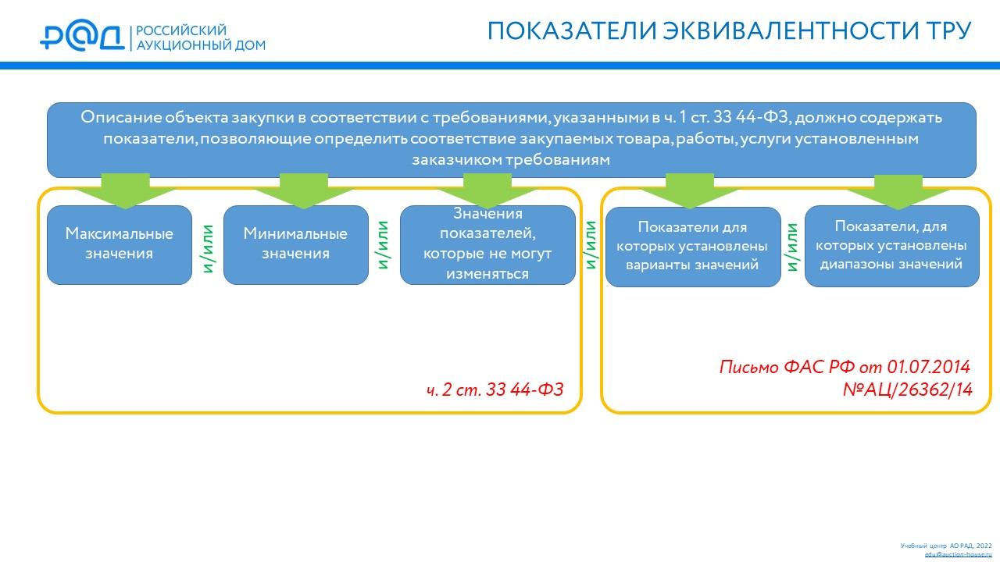 р@д
РОССИЙСКИЙ
АУКЦИОННЫЙ ДОМ
ПОКАЗАТЕЛИ ЭКВИВАЛЕНТНОСТИ ТРУ
Описание объекта закупки в соответствии с требованиями, указанными в ч. 1 ст. 33 44-ФЗ, должно содержать
показатели, позволяющие определить соответствие закупаемых товара, работы, услуги установленным
заказчиком требованиям
Максимальные
значения
и/или
Минимальные
значения
и/или
Значения
показателей,
которые не могут
изменяться
и/или
Показатели для
которых установлены
варианты значений
и/или
Показатели, для
которых установлены
диапазоны значений
ч. 2 ст. 33 44-ФЗ
Письмо ФАС РФ от 01.07.2014
№АЦ/26362/14
Учебный центр АО РАД, 2022
edu@auction-house.ru